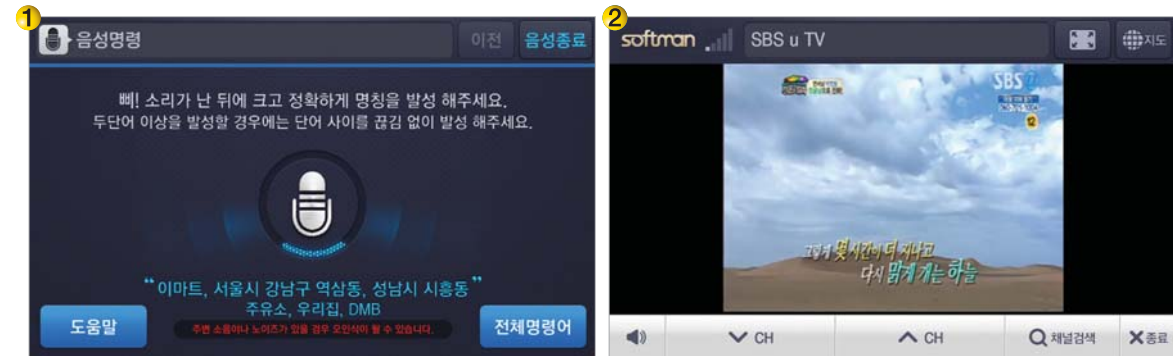 1
음성명령
이전
음성종료
삐! 소리가 난 뒤에 크고 정확하게 명칭을 발성 해주세요.
두단어 이상을 발성할 경우에는 단어 사이를 끊김 없이 발성 해주세요.
“이마트, 서울시 강남구 역삼동, 성남시 시흥동”
주유소, 우리집, DMB
도움말
주변 소음이나 노이즈가 있을 경우 오인식이 될 수 있습니다.
전체명령어
2
softman
SBS u TV
지도
SBS
12
그렇게 몇 시간이 더 지나고
다시 맑게 개는 하늘
CH
CH
채널검색
종료